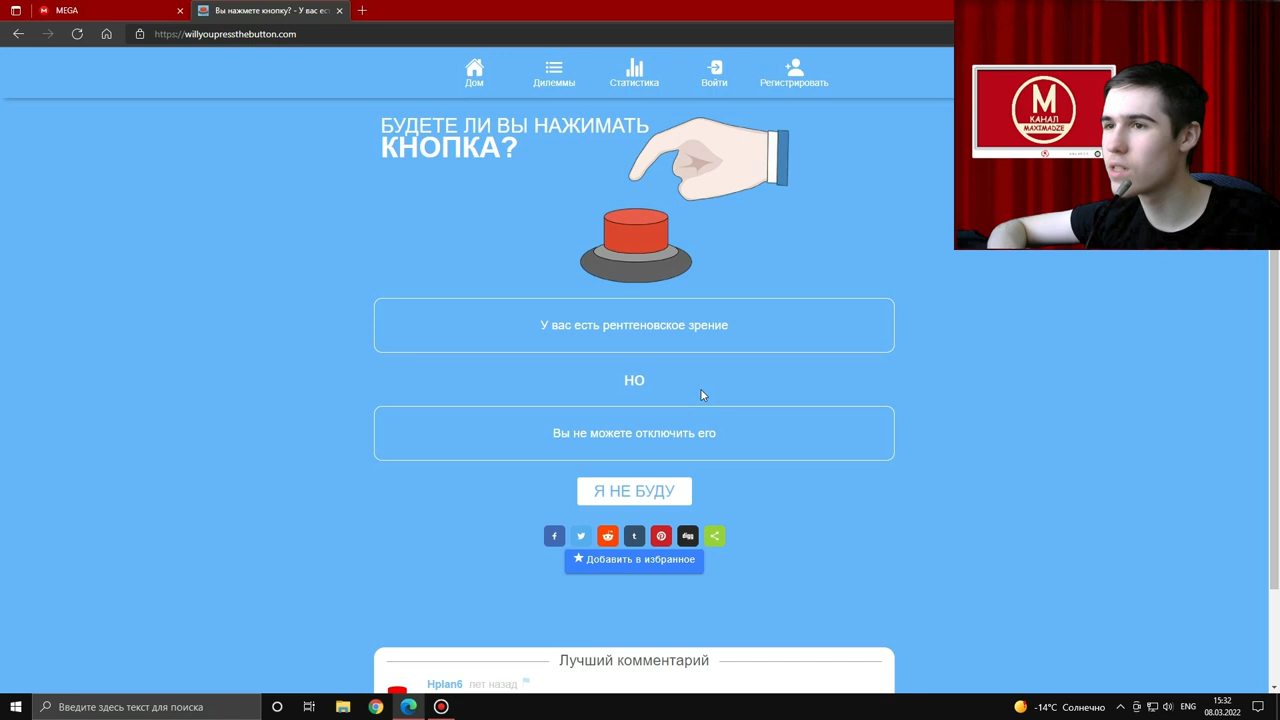 MEGA
Вы нажмете кнопку? - У вас ес
https://willyoupressthebutton.com
Дом
Дилеммы
Статистика
Войти
Регистрировать
БУДЕТЕ ЛИ ВЫ НАЖИМАТЬ
КНОПКА?
М
КАНАЛ
MAXIMADZE
У вас есть рентгеновское зрение
НО
Вы не можете отключить его
Я НЕ БУДУ
digg
Добавить в избранное
Лучший комментарий
Hplan6 лет назад
Введите здесь текст для поиска
-14°C Солнечно
ENG
15:32
08.03.2022